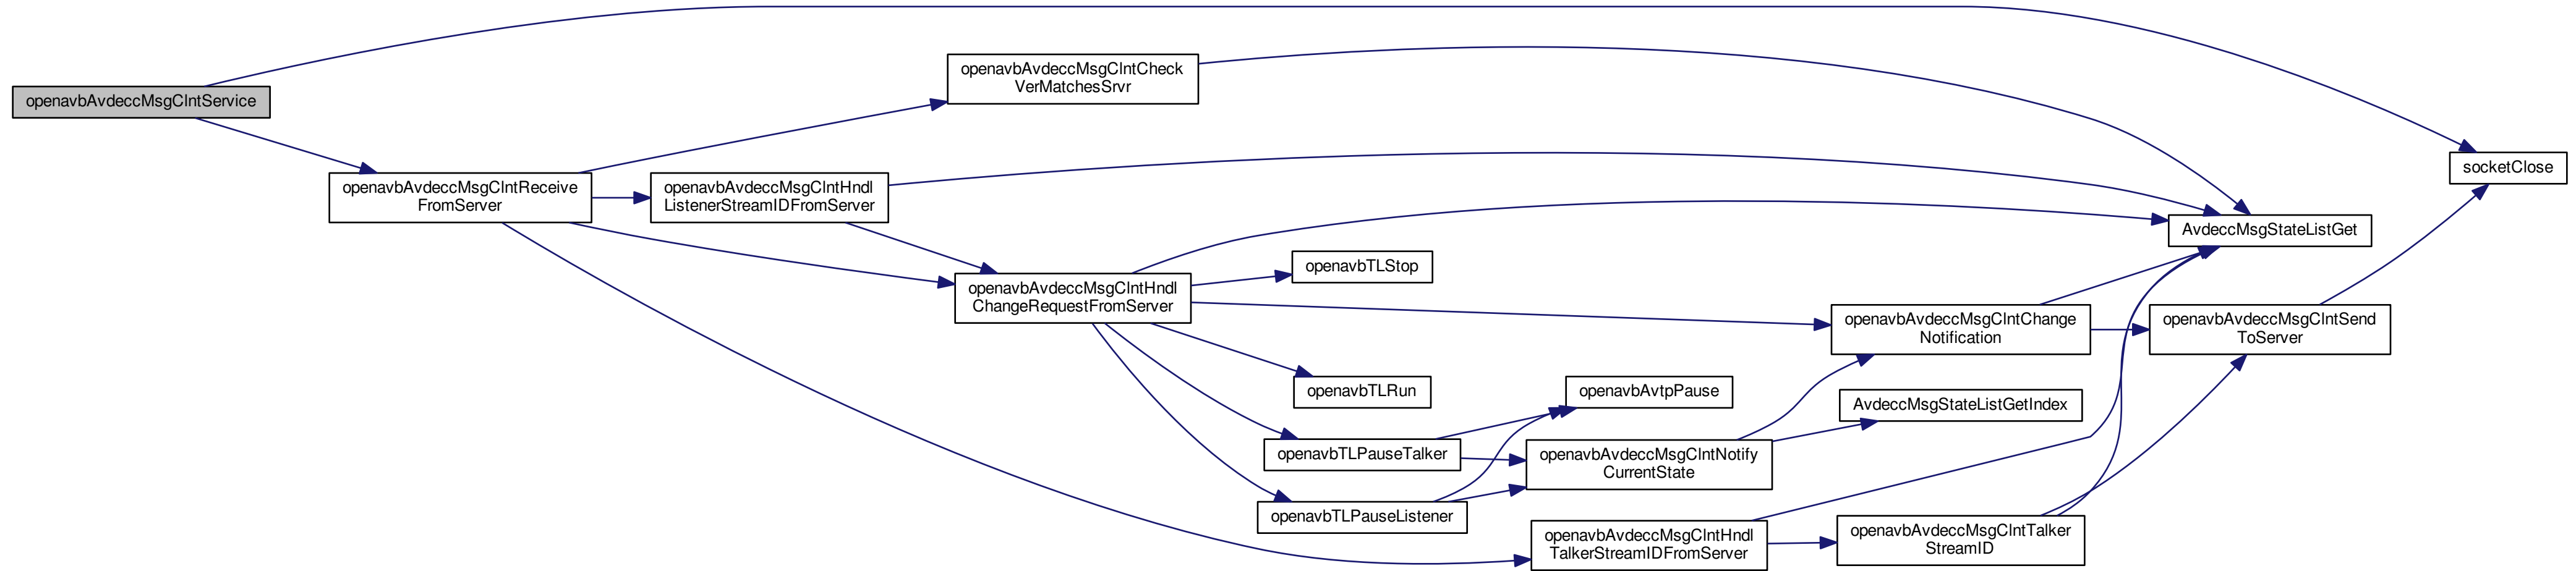 openavbAvdeccMsgClntService
openavbAvdeccMsgClntReceive
FromServer
openavbAvdeccMsgClntCheck
VerMatchesSrvr
openavbAvdeccMsgClntHndl
ListenerStreamIDFromServer
openavbAvdeccMsgClntHndl
ChangeRequestFromServer
openavbTLStop
openavbTLRun
openavbTLPauseTalker
openavbTLPauseListener
openavbAvtpPause
openavbAvdeccMsgClntNotify
CurrentState
openavbAvdeccMsgClntHndl
TalkerStreamIDFromServer
openavbAvdeccMsgClntChange
Notification
AvdeccMsgStateListGetIndex
openavbAvdeccMsgClntTalker
StreamID
socketClose
AvdeccMsgStateListGet
openavbAvdeccMsgClntSend
ToServer